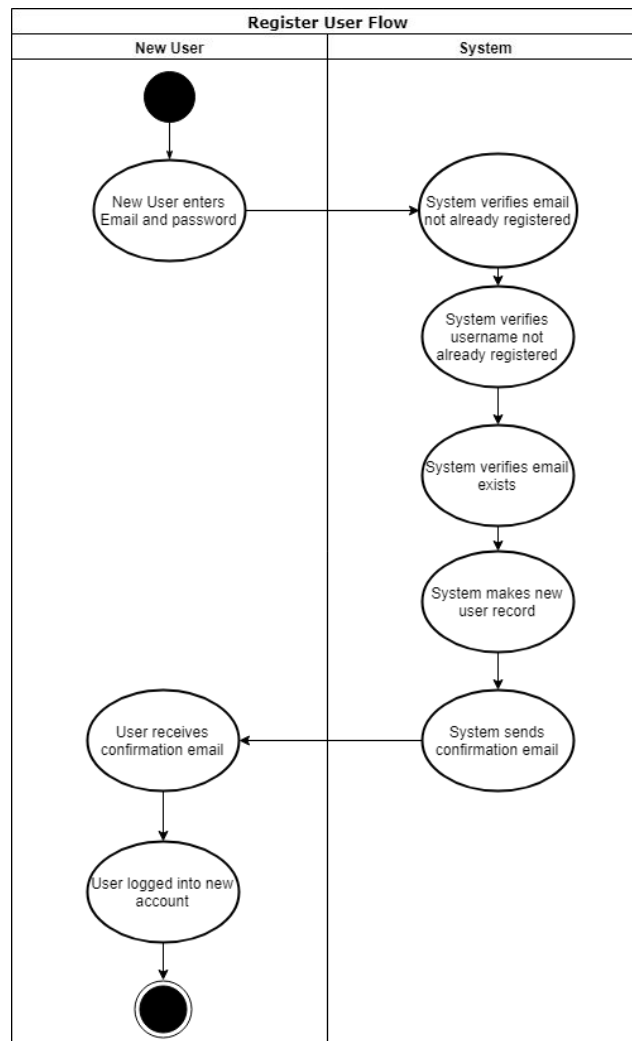 Register User Flow
New User
System
New User enters
Email and password
System verifies email
not already registered
System verifies
username not
already registered
System verifies email
exists
System makes new
user record
System sends
confirmation email
User receives
confirmation email
User logged into new
account